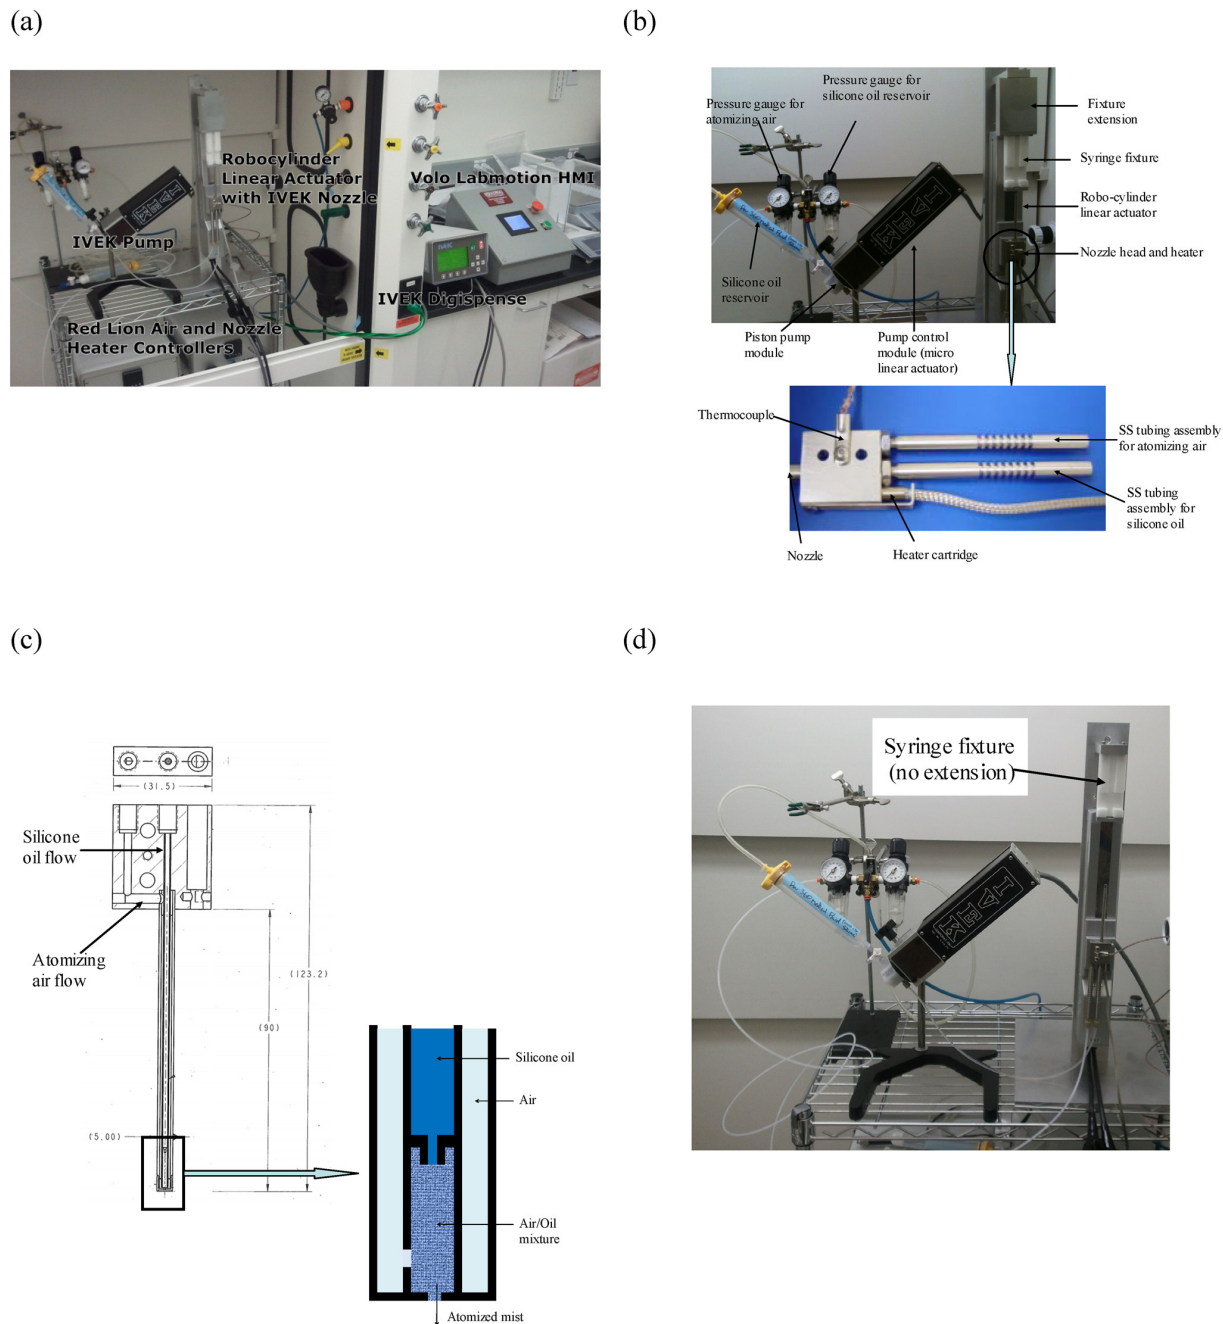 (a)
(b)
Robocylinder
Linear Actuator
with IVEK Nozzle
Volo Labmotion HMI
IVEK Pump
IVEK Digispense
Red Lion Air and Nozzle
Heater Controllers
Pressure gauge for
silicone oil reservoir
Pressure gauge for
atomizing air
Fixture
extension
Syringe fixture
Robo-cylinder
linear actuator
Nozzle head and heater
IVEK
Silicone oil
reservoir
Piston pump
module
Pump control
module (micro
linear actuator)
Thermocouple
SS tubing assembly
for atomizing air
SS tubing
assembly for
silicone oil
Nozzle
Heater cartridge
(c)
(d)
(31.5)
Silicone
oil flow
Atomizing
air flow
(123.2)
(90)
(5.00)
Silicone oil
Air
Air/Oil
mixture
Atomized mist
Syringe fixture
(no extension)
IVEK